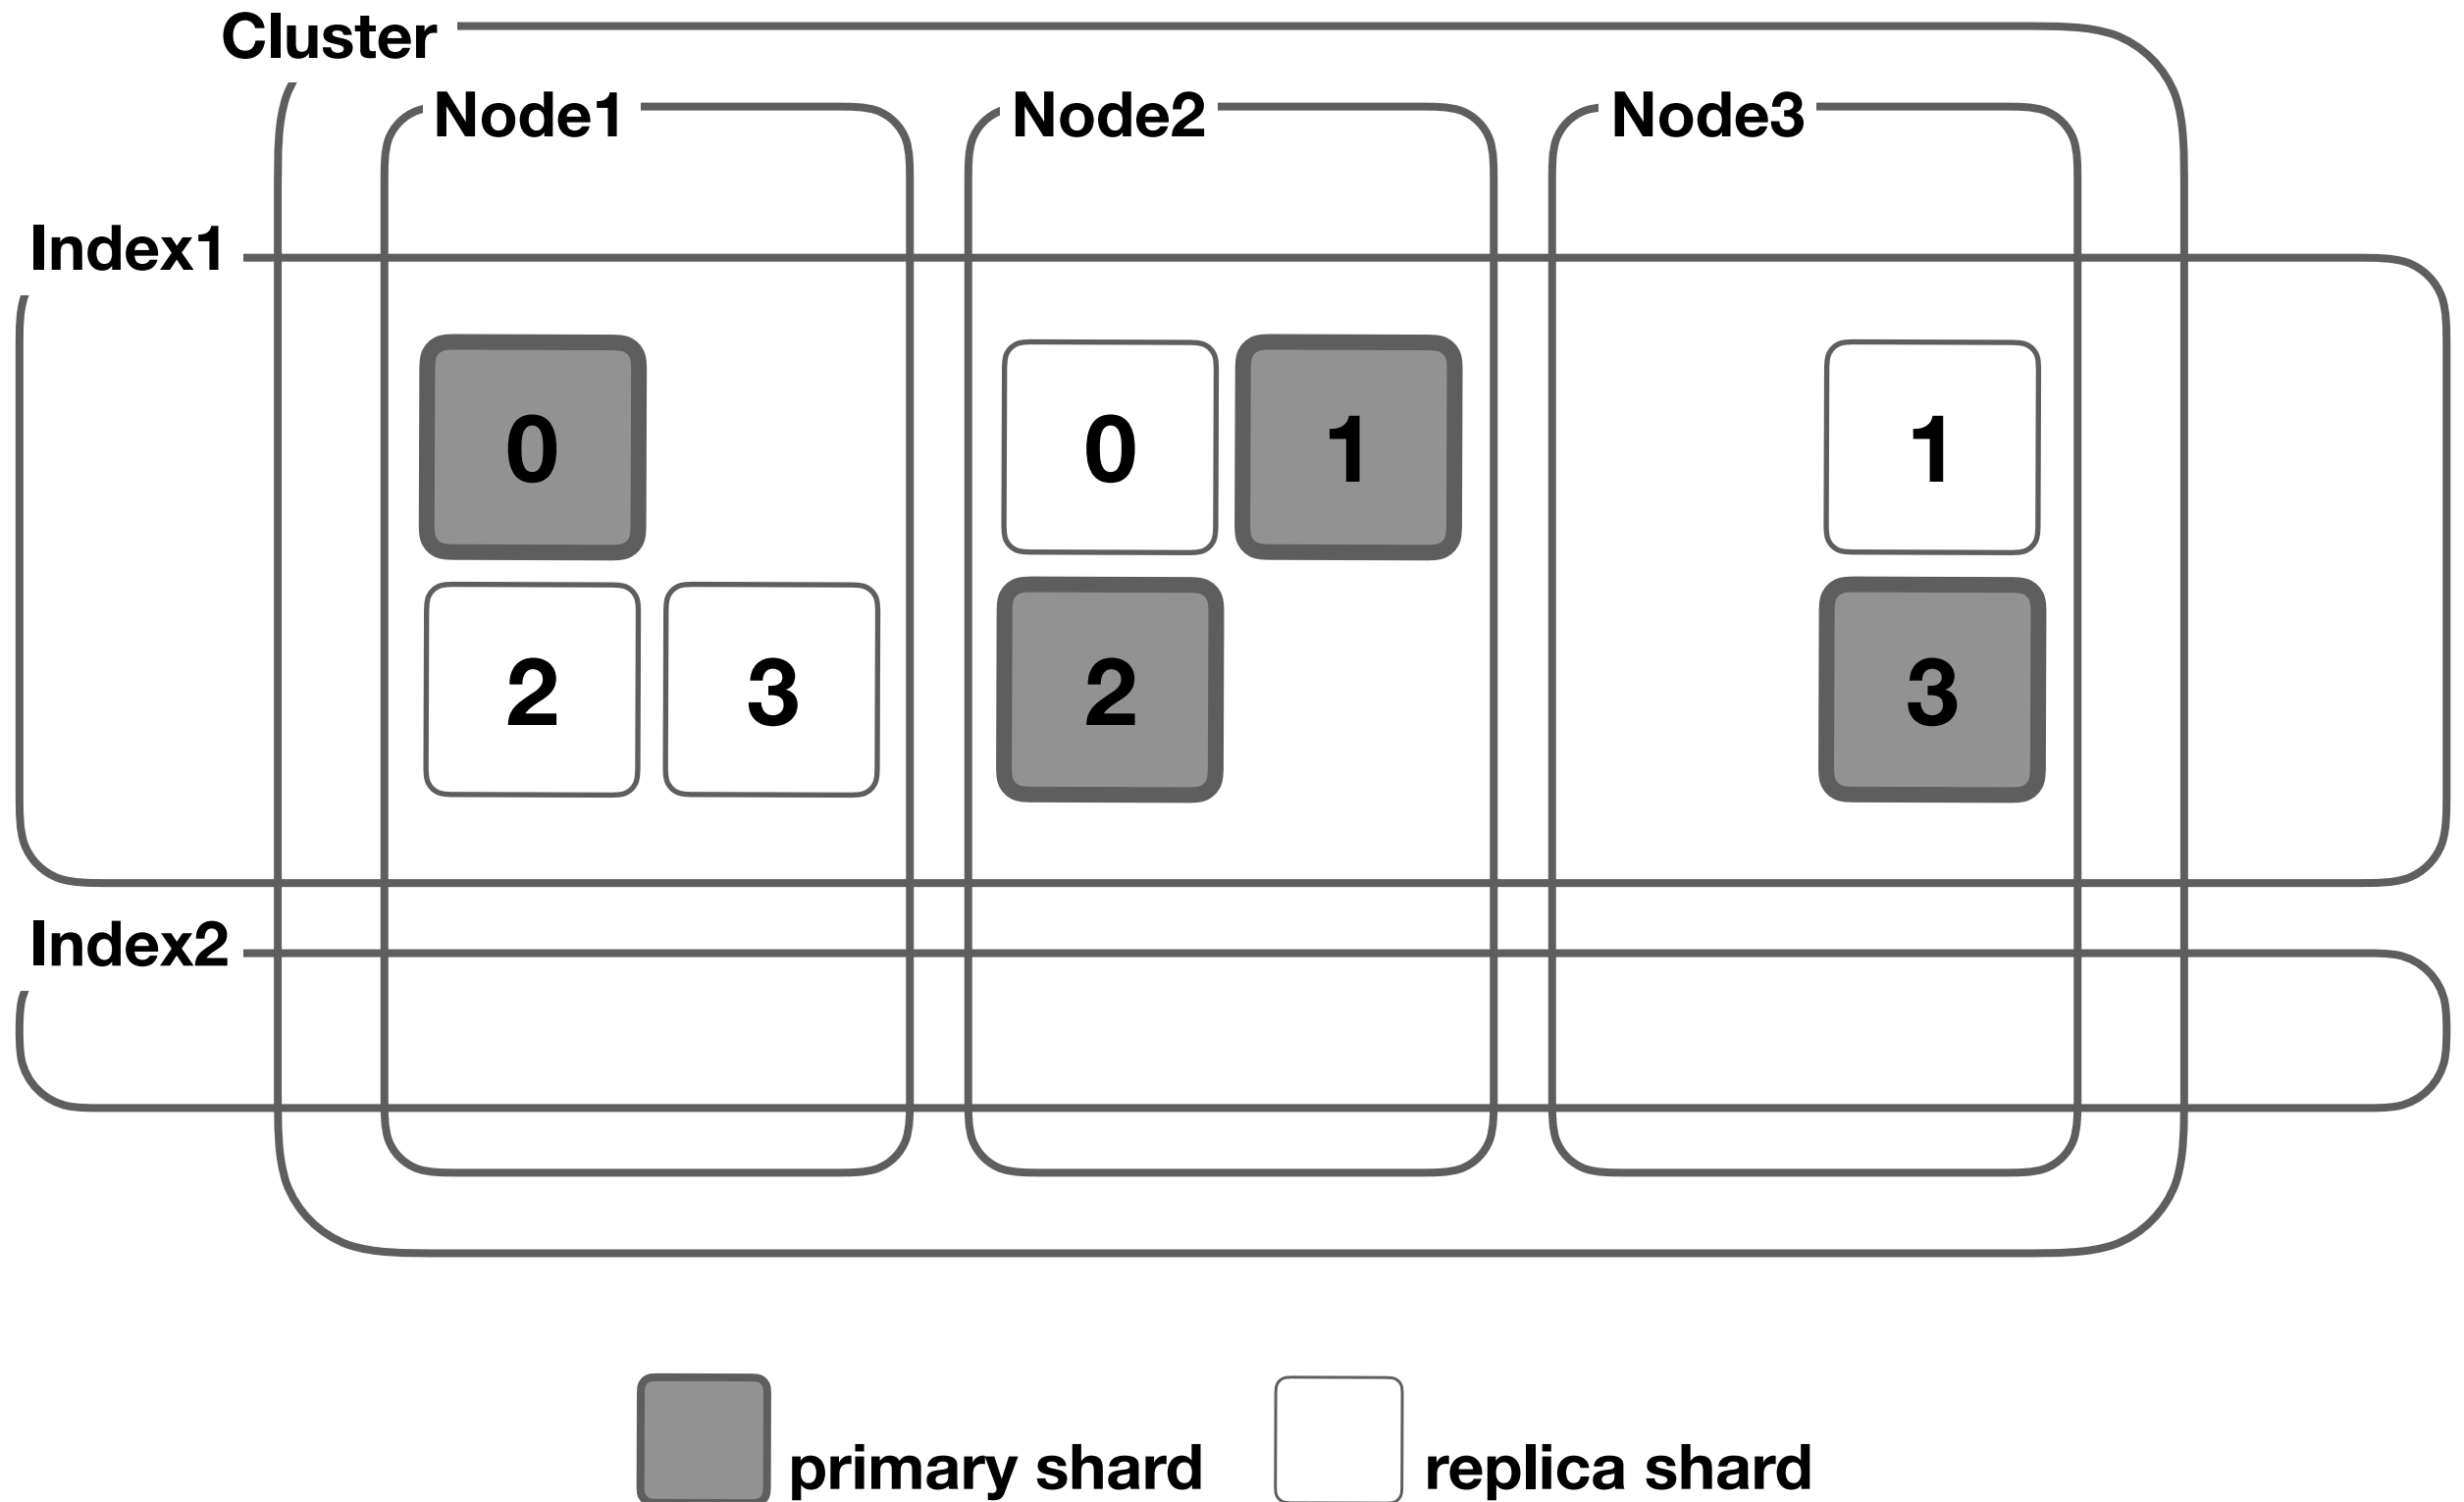 Cluster
Node1 Node2 Node3
Index1
0 0 1 1
2 3 2 3
Index2
primary shard replica shard